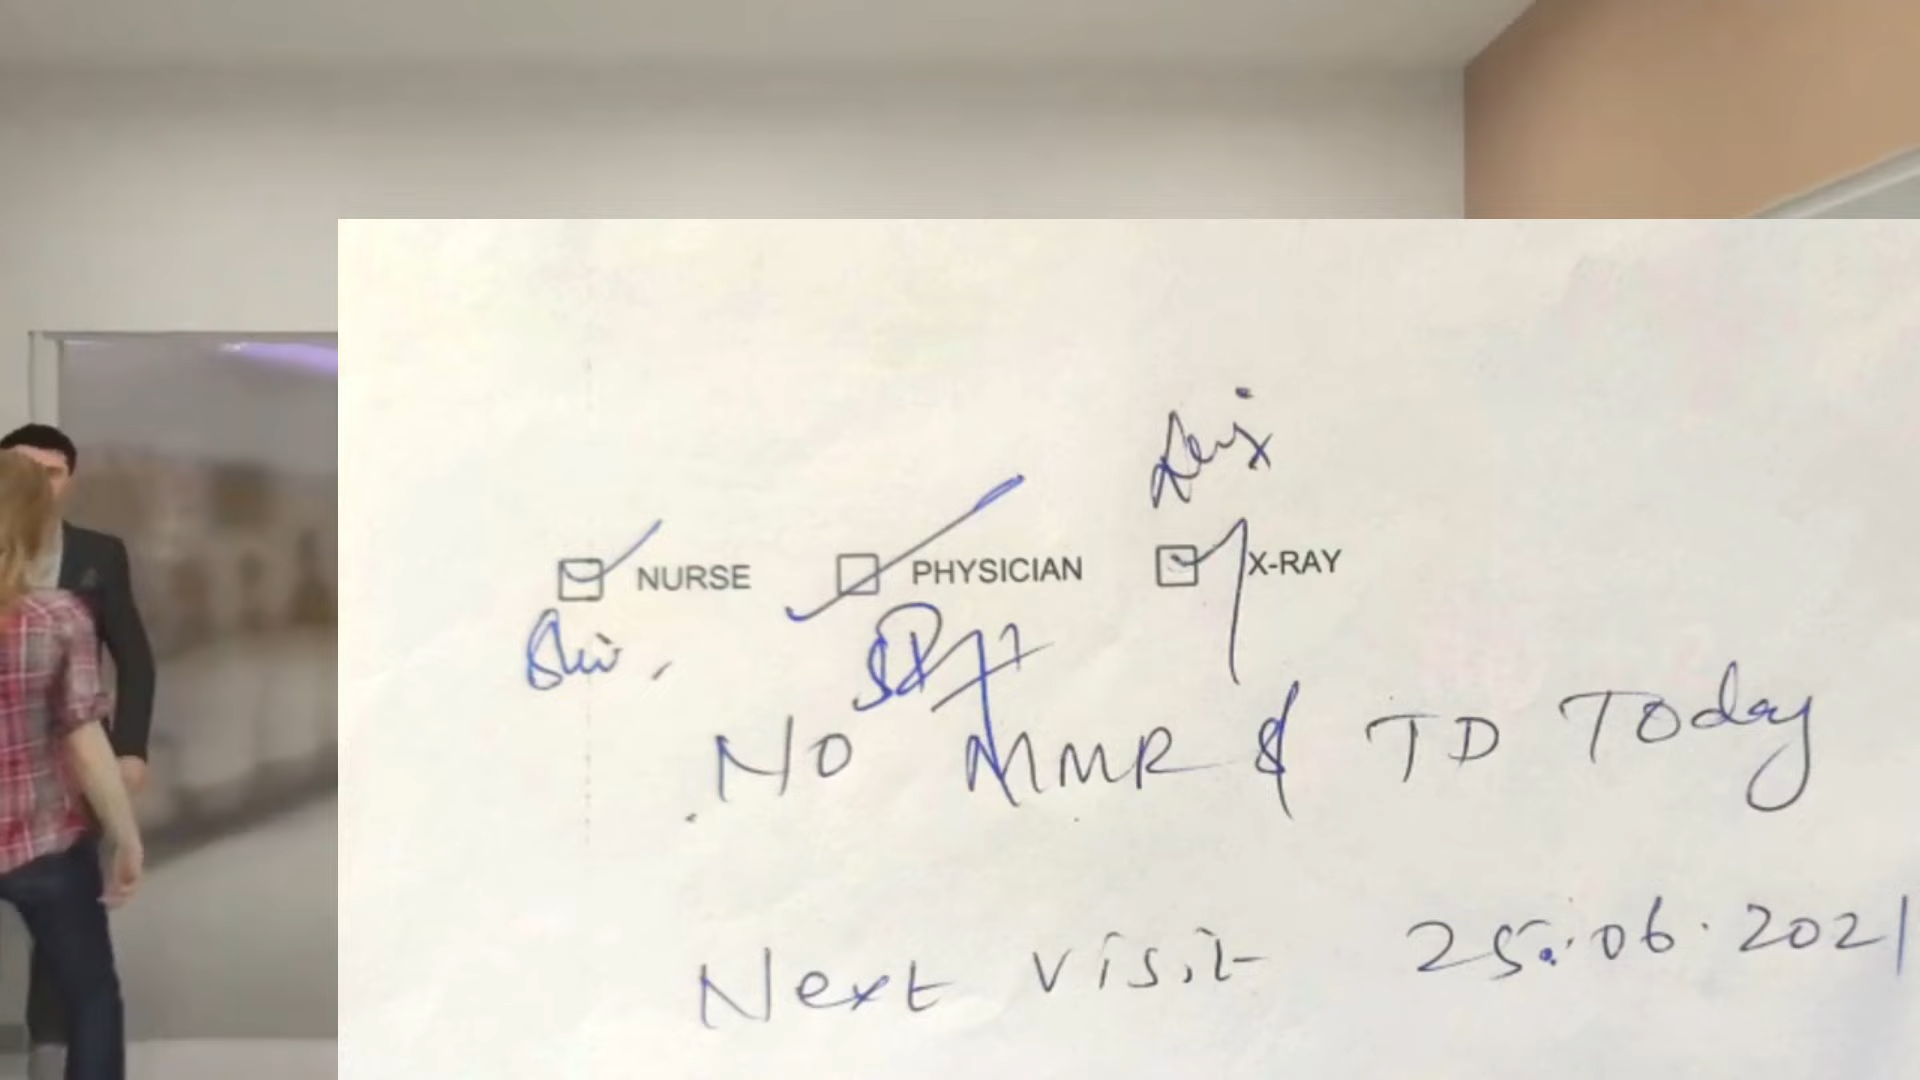 NURSE PHYSICIAN X-RAY
NO MMR & TD Today
Next visit 25.06.2021